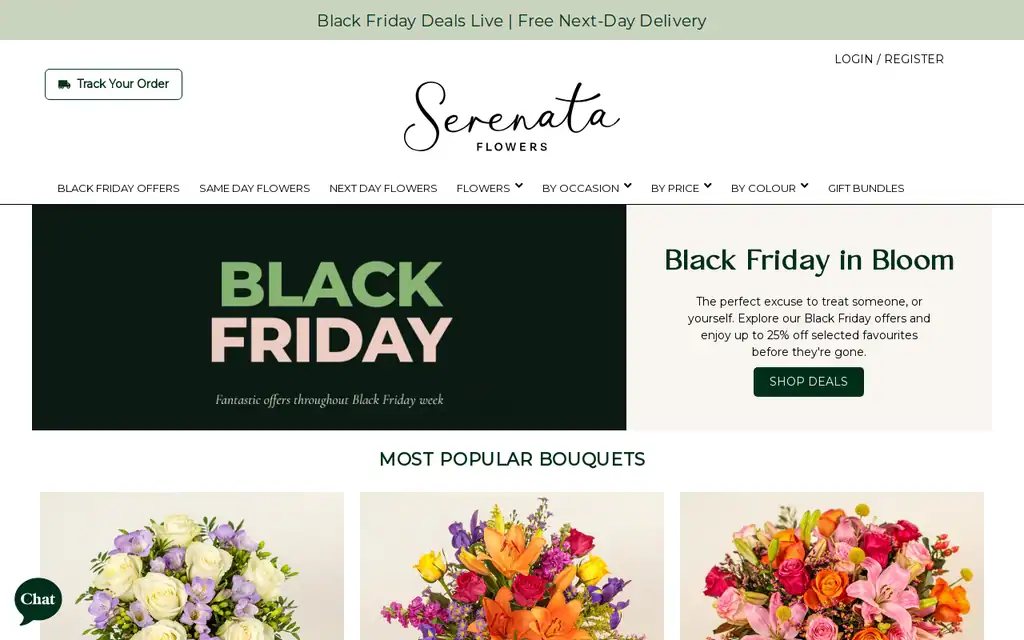 Black Friday Deals Live | Free Next-Day Delivery
LOGIN / REGISTER
Track Your Order
Serenata
FLOWERS
BLACK FRIDAY OFFERS SAME DAY FLOWERS NEXT DAY FLOWERS FLOWERS BY OCCASION BY PRICE BY COLOUR GIFT BUNDLES
BLACK
FRIDAY
Fantastic offers throughout Black Friday week
Black Friday in Bloom
The perfect excuse to treat someone, or
yourself. Explore our Black Friday offers and
enjoy up to 25% off selected favourites
before they're gone.
SHOP DEALS
MOST POPULAR BOUQUETS
Chat